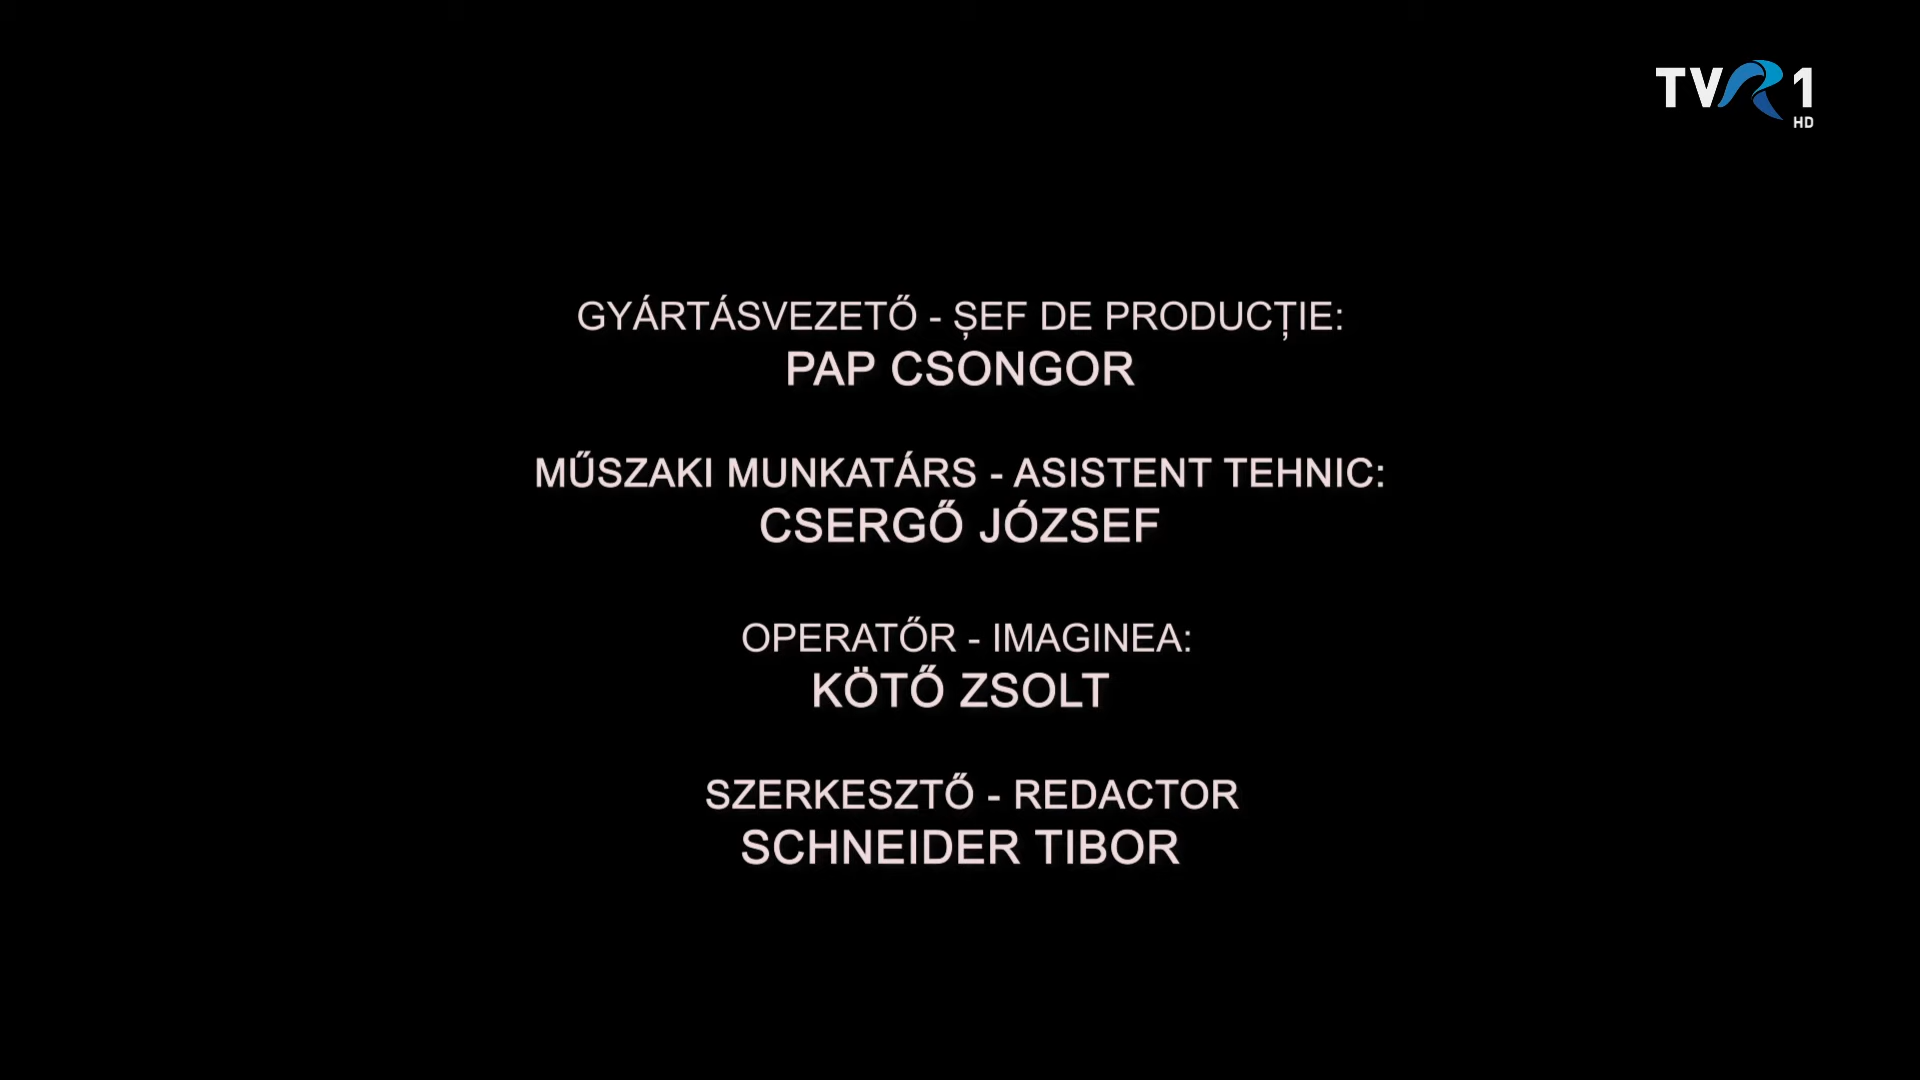 TVR1
HD
GYÁRTÁSVEZETŐ - ȘEF DE PRODUCȚIE:
PAP CSONGOR
MŰSZAKI MUNKATÁRS - ASISTENT TEHNIC:
CSERGŐ JÓZSEF
OPERATŐR - IMAGINEA:
KÖTŐ ZSOLT
SZERKESZTŐ - REDACTOR
SCHNEIDER TIBOR